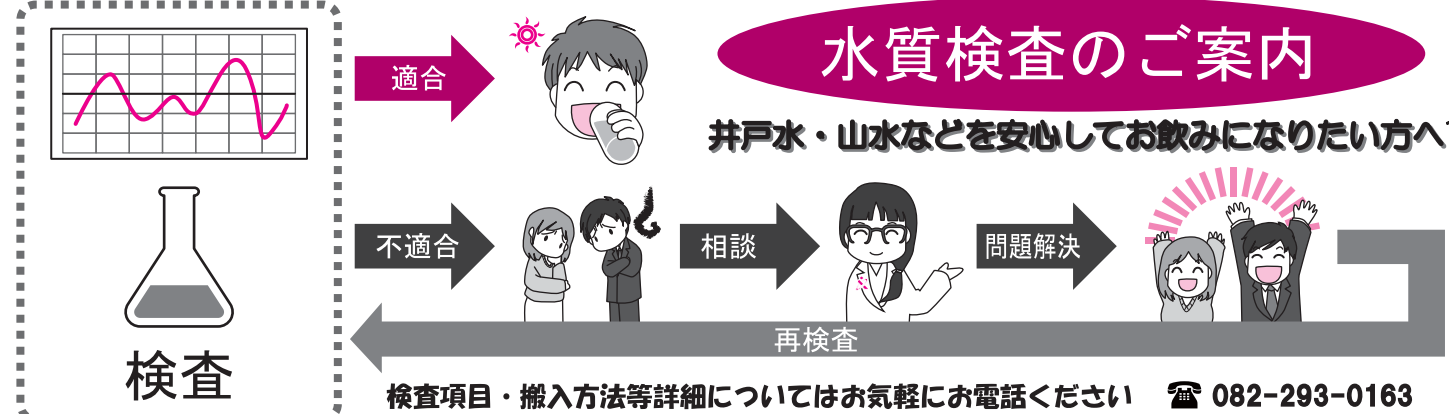 水質検査のご案内
井戸水・山水などを安心してお飲みになりたい方へ
適合
不適合
相談
問題解決
再検査
検査
検査項目・搬入方法等詳細についてはお気軽にお電話ください ☎ 082-293-0163